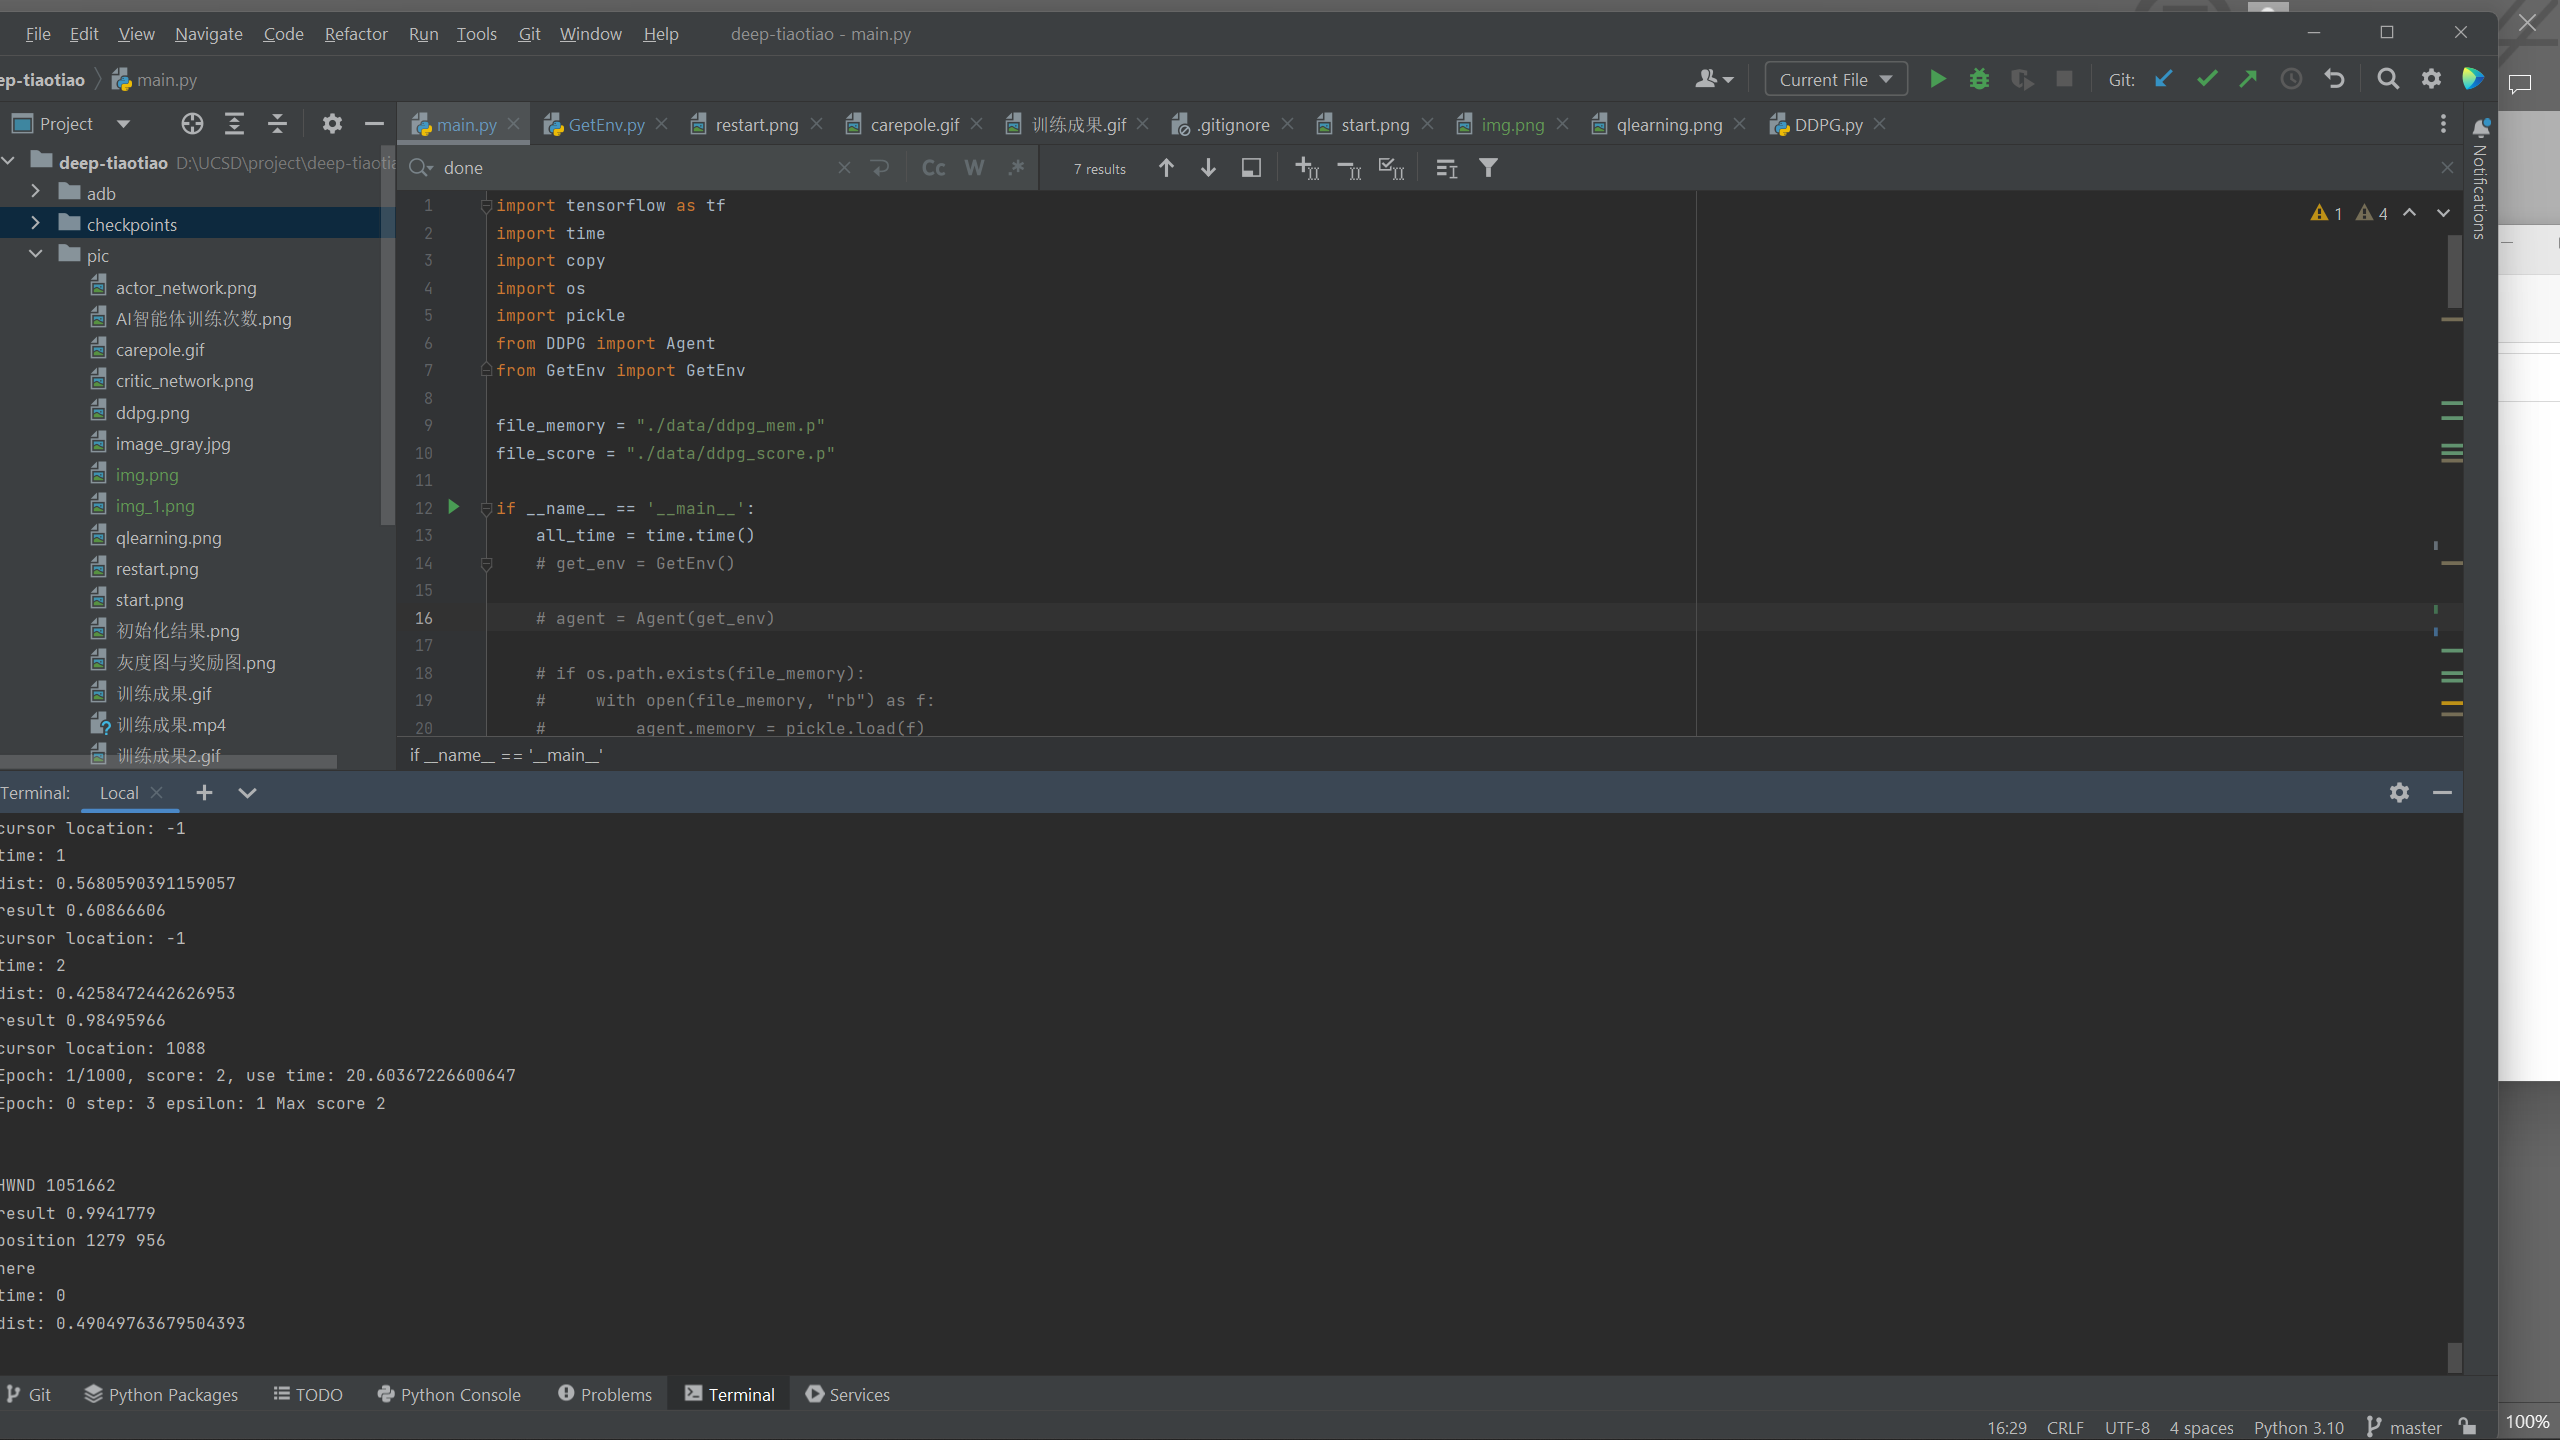 File Edit View Navigate Code Refactor Run Tools Git Window Help deep-tiaotiao - main.py
ep-tiaotiao main.py Current File Git:
Project main.py GetEnv.py restart.png carepole.gif 训练成果.gif .gitignore start.png img.png qlearning.png DDPG.py
done Cc W .* 7 results
Notifications
deep-tiaotiao D:\UCSD\project\deep-tiaotia
adb
checkpoints
pic
actor_network.png
AI智能体训练次数.png
carepole.gif
critic_network.png
ddpg.png
image_gray.jpg
img.png
img_1.png
qlearning.png
restart.png
start.png
初始化结果.png
灰度图与奖励图.png
训练成果.gif
训练成果.mp4
训练成果2.gif
1 4
1 import tensorflow as tf
2 import time
3 import copy
4 import os
5 import pickle
6 from DDPG import Agent
7 from GetEnv import GetEnv
8
9 file_memory = "./data/ddpg_mem.p"
10 file_score = "./data/ddpg_score.p"
11
12 if __name__ == '__main__':
13 all_time = time.time()
14 # get_env = GetEnv()
15
16 # agent = Agent(get_env)
17
18 # if os.path.exists(file_memory):
19 # with open(file_memory, "rb") as f:
20 # agent.memory = pickle.load(f)
if __name__ == '__main__'
Terminal: Local
cursor location: -1
time: 1
dist: 0.5680590391159057
result 0.60866606
cursor location: -1
time: 2
dist: 0.4258472442626953
result 0.98495966
cursor location: 1088
Epoch: 1/1000, score: 2, use time: 20.60367226600647
Epoch: 0 step: 3 epsilon: 1 Max score 2
HWND 1051662
result 0.9941779
position 1279 956
here
time: 0
dist: 0.49049763679504393
Git Python Packages TODO Python Console Problems Terminal Services
16:29 CRLF UTF-8 4 spaces Python 3.10 master 100%